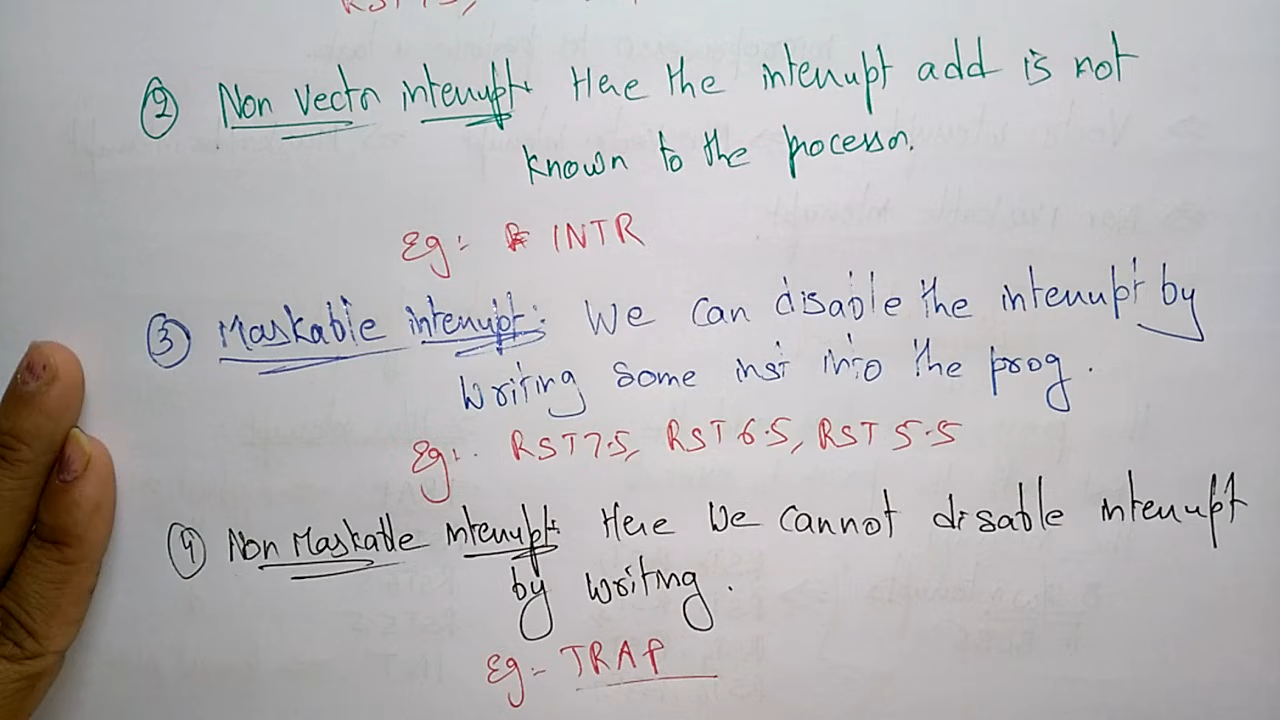 ② Non Vector interrupt: Here the interrupt add is not
known to the processor.
Eg:- INTR
③ Maskable interrupt: We can disable the interrupt by
writing some inst into the prog.
Eg:- RST7.5, RST 6.5, RST 5.5
④ Non Maskable interrupt: Here we cannot disable interrupt
by writing.
Eg:- TRAP